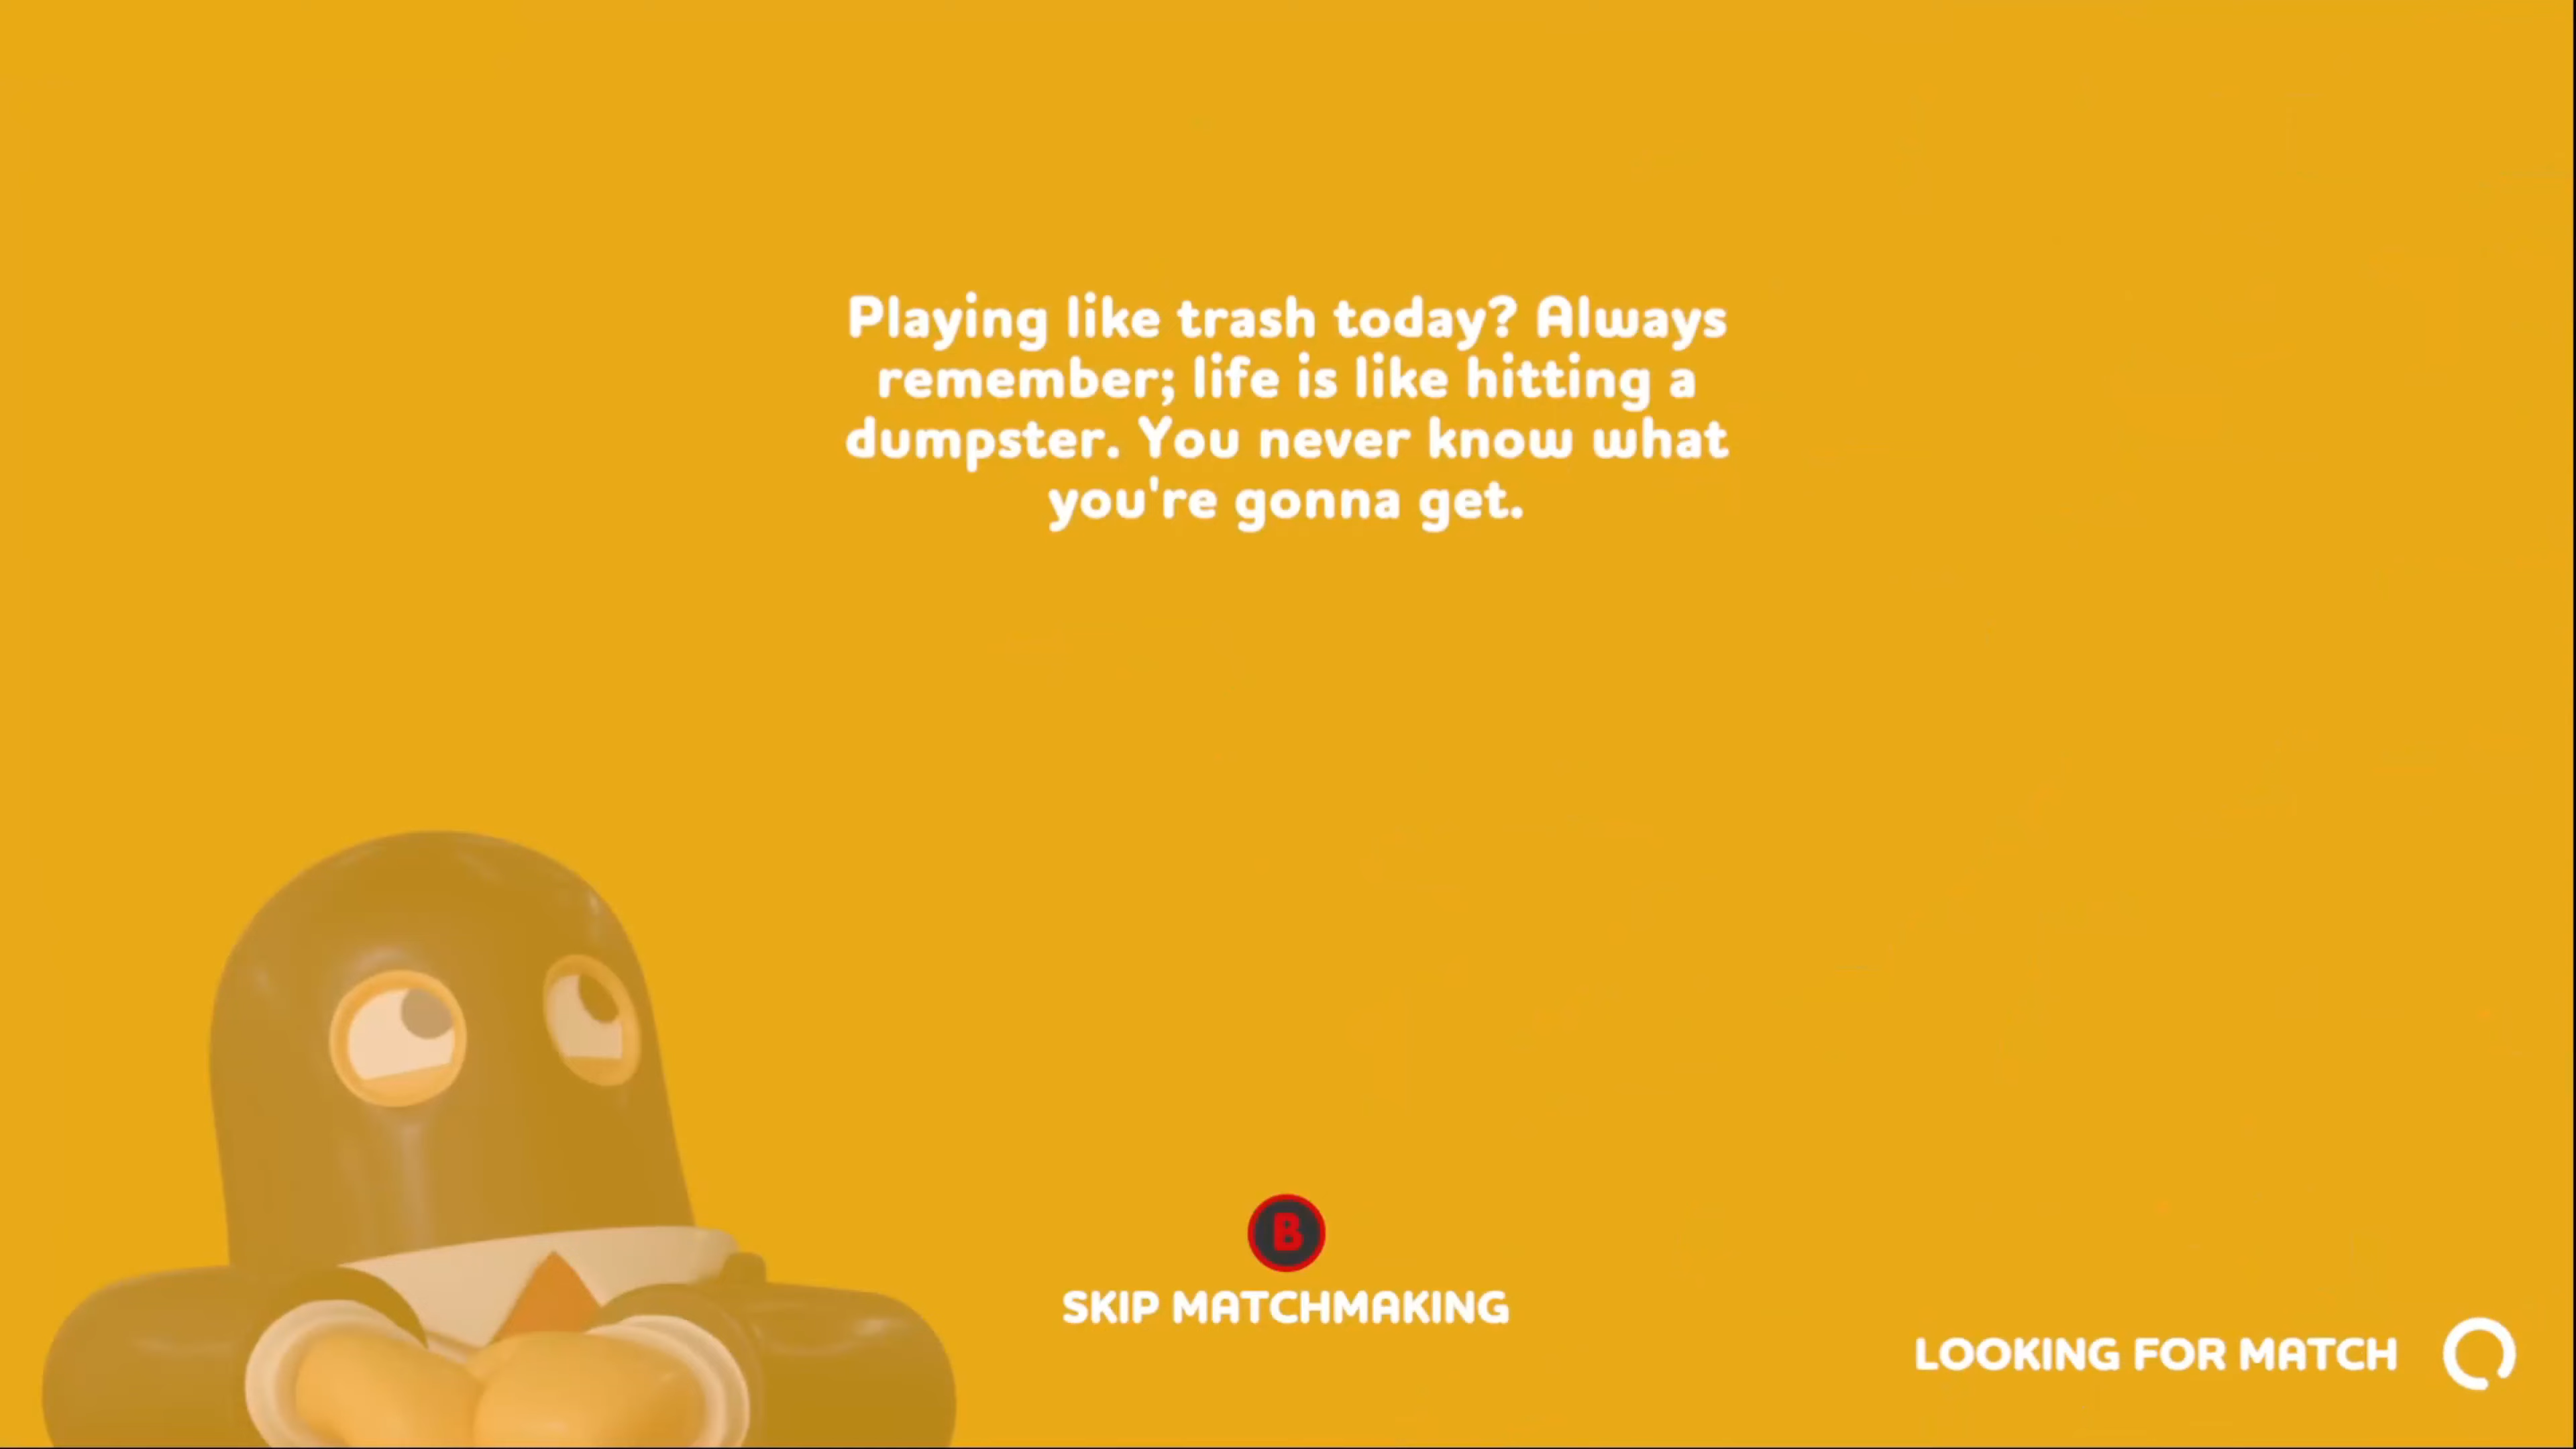 Playing like trash today? Always
remember; life is like hitting a
dumpster. You never know what
you're gonna get.
B
SKIP MATCHMAKING
LOOKING FOR MATCH